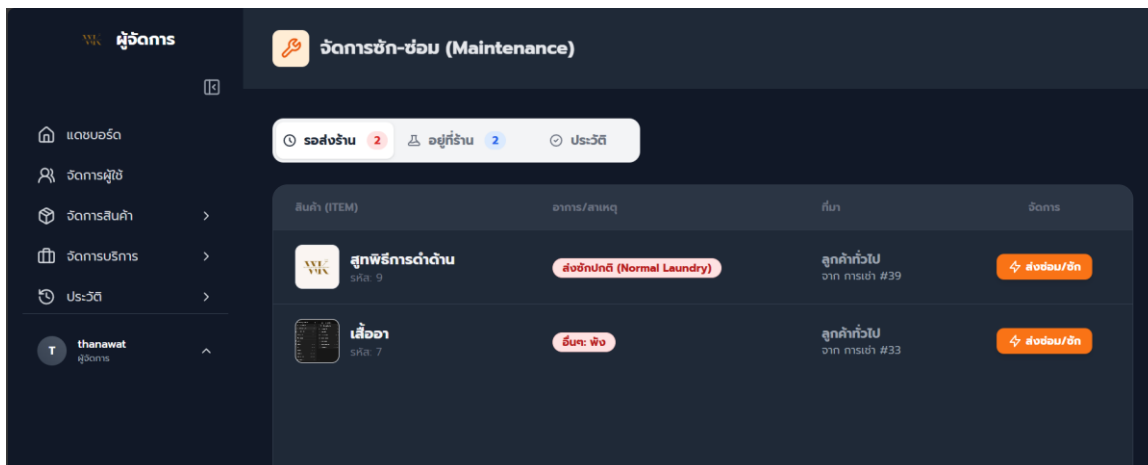 WK ผู้จัดการ
จัดการซัก-ซ่อม (Maintenance)
แดชบอร์ด
จัดการผู้ใช้
จัดการสินค้า
จัดการบริการ
ประวัติ
T thanawat
ผู้จัดการ
รอส่งร้าน 2 อยู่ที่ร้าน 2 ประวัติ
สินค้า (ITEM) อาการ/สาเหตุ ที่มา จัดการ
WK สูทพิธีการดำด้าน ส่งซักปกติ (Normal Laundry) ลูกค้าทั่วไป ส่งซ่อม/ซัก
รหัส: 9 จาก การเช่า #39
เสื้ออา อื่นๆ: พัง ลูกค้าทั่วไป ส่งซ่อม/ซัก
รหัส: 7 จาก การเช่า #33